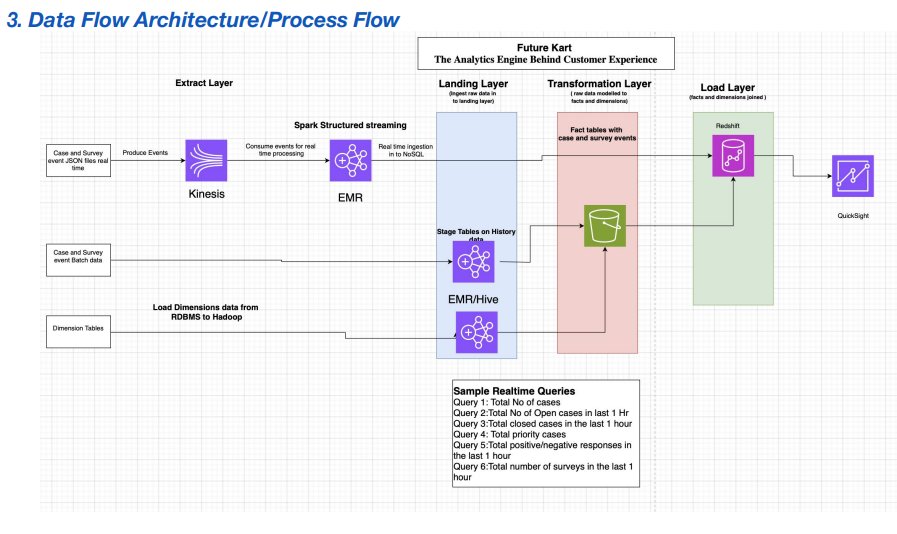 3. Data Flow Architecture/Process Flow
Future Kart
The Analytics Engine Behind Customer Experience
Extract Layer
Landing Layer
(Ingest raw data in
to landing layer)
Transformation Layer
( raw data modelled to
facts and dimensions)
Load Layer
(facts and dimensions joined )
Spark Structured streaming
Fact tables with
case and survey events
Redshift
Case and Survey
event JSON files real
time
Produce Events
Consume events for real
time processing
Real time ingestion
in to NoSQL
Kinesis
EMR
QuickSight
Stage Tables on History
data
Case and Survey
event Batch data
EMR/Hive
Load Dimensions data from
RDBMS to Hadoop
Dimension Tables
Sample Realtime Queries
Query 1: Total No of cases
Query 2:Total No of Open cases in last 1 Hr
Query 3:Total closed cases in the last 1 hour
Query 4: Total priority cases
Query 5:Total positive/negative responses in
the last 1 hour
Query 6:Total number of surveys in the last 1
hour